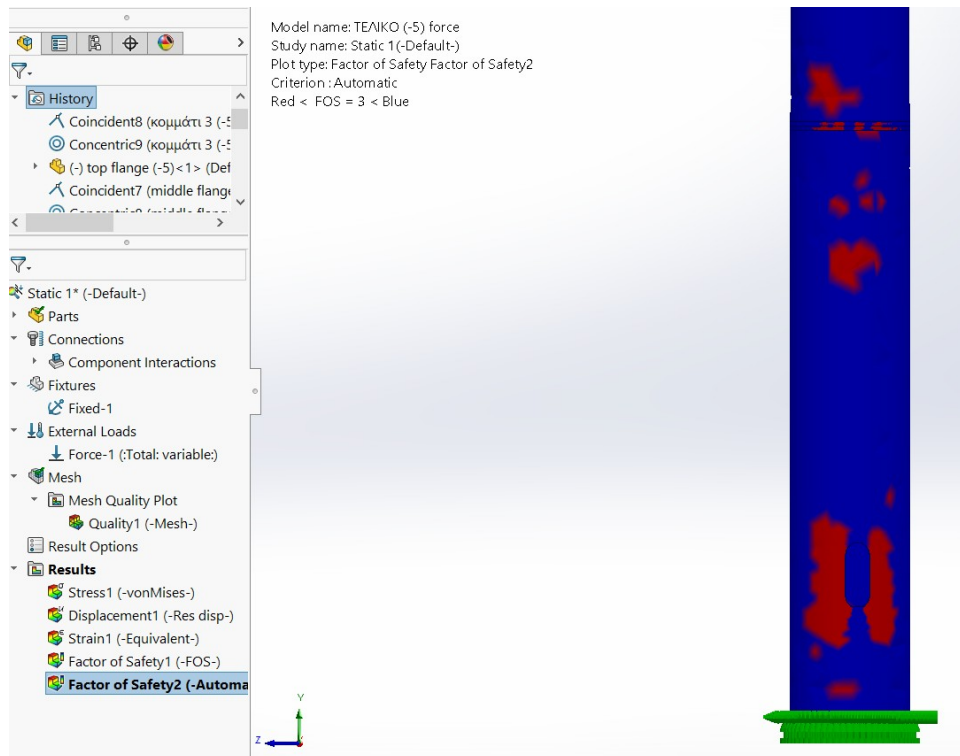 Model name: ΤΕΛΙΚΟ (-5) force
Study name: Static 1(-Default-)
Plot type: Factor of Safety Factor of Safety2
Criterion : Automatic
Red < FOS = 3 < Blue
History
Coincident8 (κομμάτι 3 (-5
Concentric9 (κομμάτι 3 (-5
(-) top flange (-5)<1> (Def
Coincident7 (middle flange
Static 1* (-Default-)
Parts
Connections
Component Interactions
Fixtures
Fixed-1
External Loads
Force-1 (:Total: variable:)
Mesh
Mesh Quality Plot
Quality1 (-Mesh-)
Result Options
Results
Stress1 (-vonMises-)
Displacement1 (-Res disp-)
Strain1 (-Equivalent-)
Factor of Safety1 (-FOS-)
Factor of Safety2 (-Automa
Y
Z